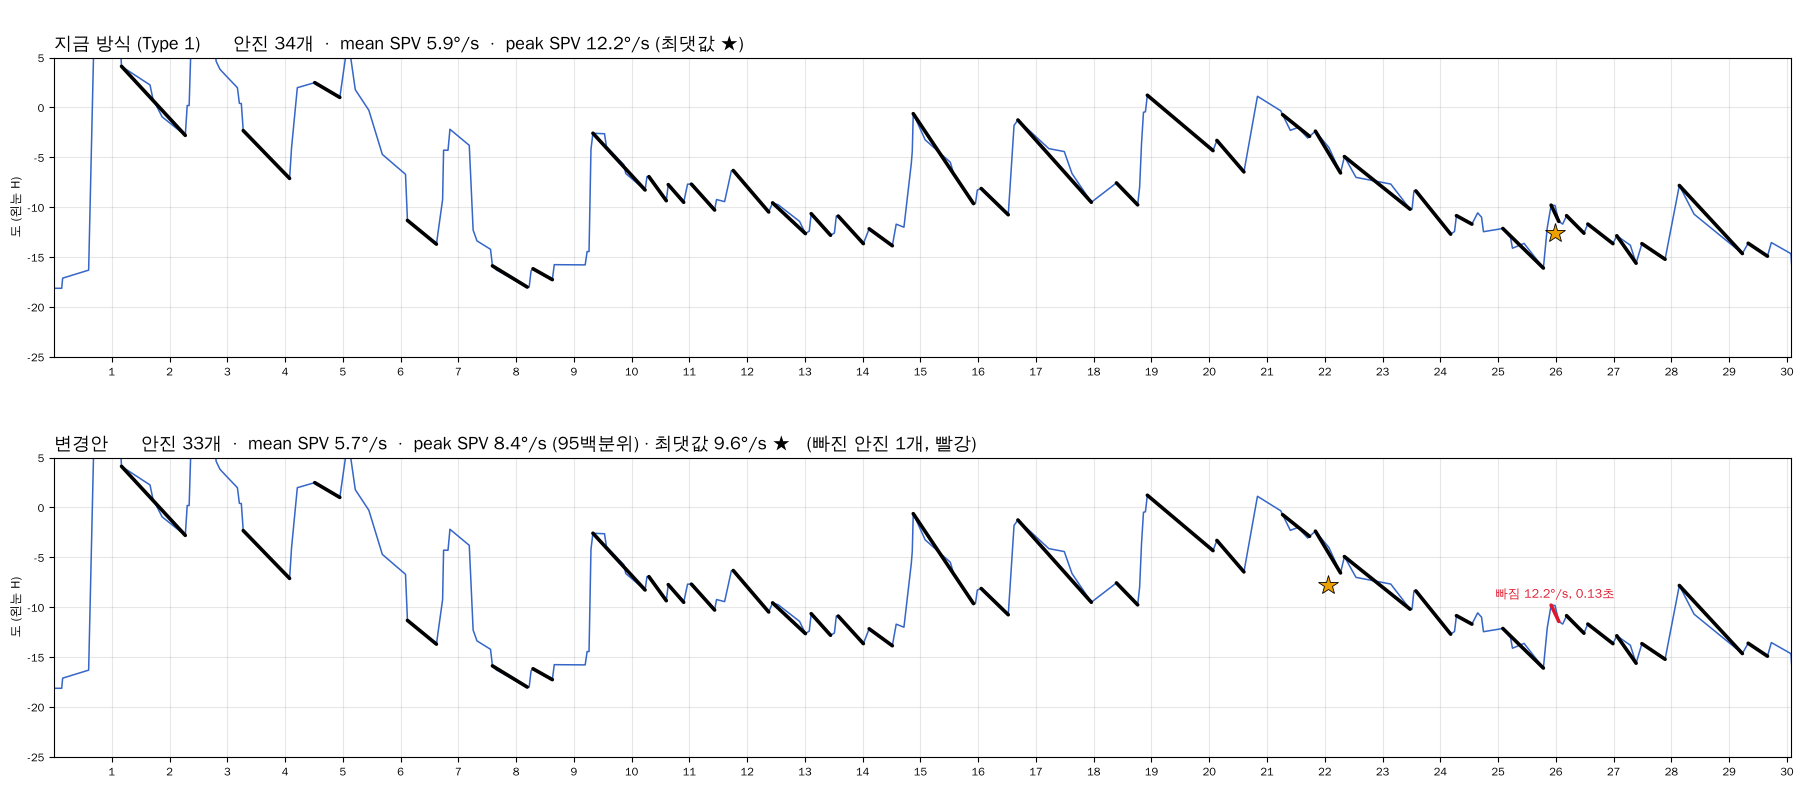 지금 방식 (Type 1)      안진 34개  ·  mean SPV 5.9°/s  ·  peak SPV 12.2°/s (최댓값 ★)
5
0
-5
-10
-15
-20
-25
도 (왼눈 H)
1 2 3 4 5 6 7 8 9 10 11 12 13 14 15 16 17 18 19 20 21 22 23 24 25 26 27 28 29 30
변경안      안진 33개  ·  mean SPV 5.7°/s  ·  peak SPV 8.4°/s (95백분위) · 최댓값 9.6°/s ★   (빠진 안진 1개, 빨강)
5
0
-5
-10
-15
-20
-25
도 (왼눈 H)
빠짐 12.2°/s, 0.13초
1 2 3 4 5 6 7 8 9 10 11 12 13 14 15 16 17 18 19 20 21 22 23 24 25 26 27 28 29 30